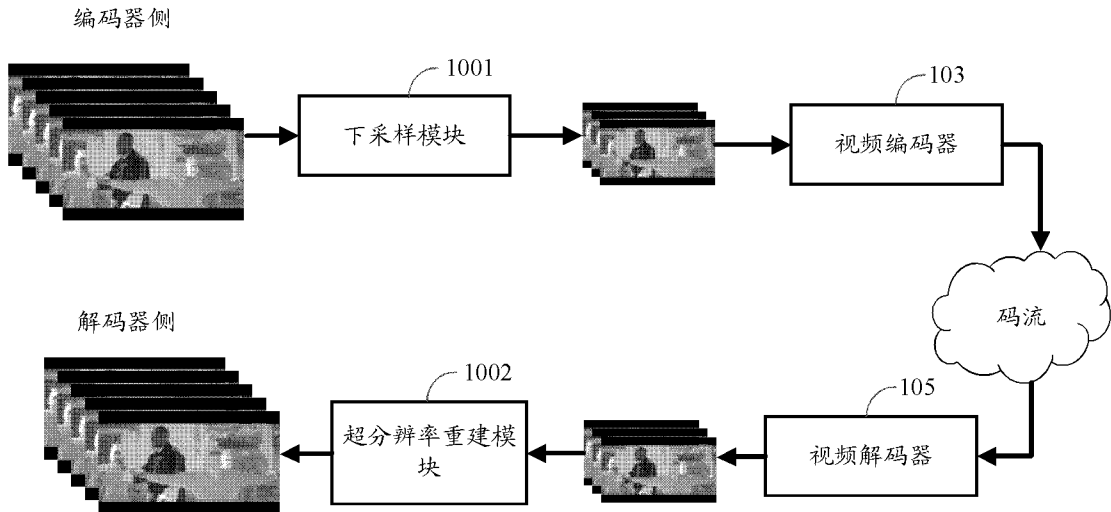 编码器侧
1001
103
下采样模块
视频编码器
码流
解码器侧
1002
105
超分辨率重建模
块
视频解码器